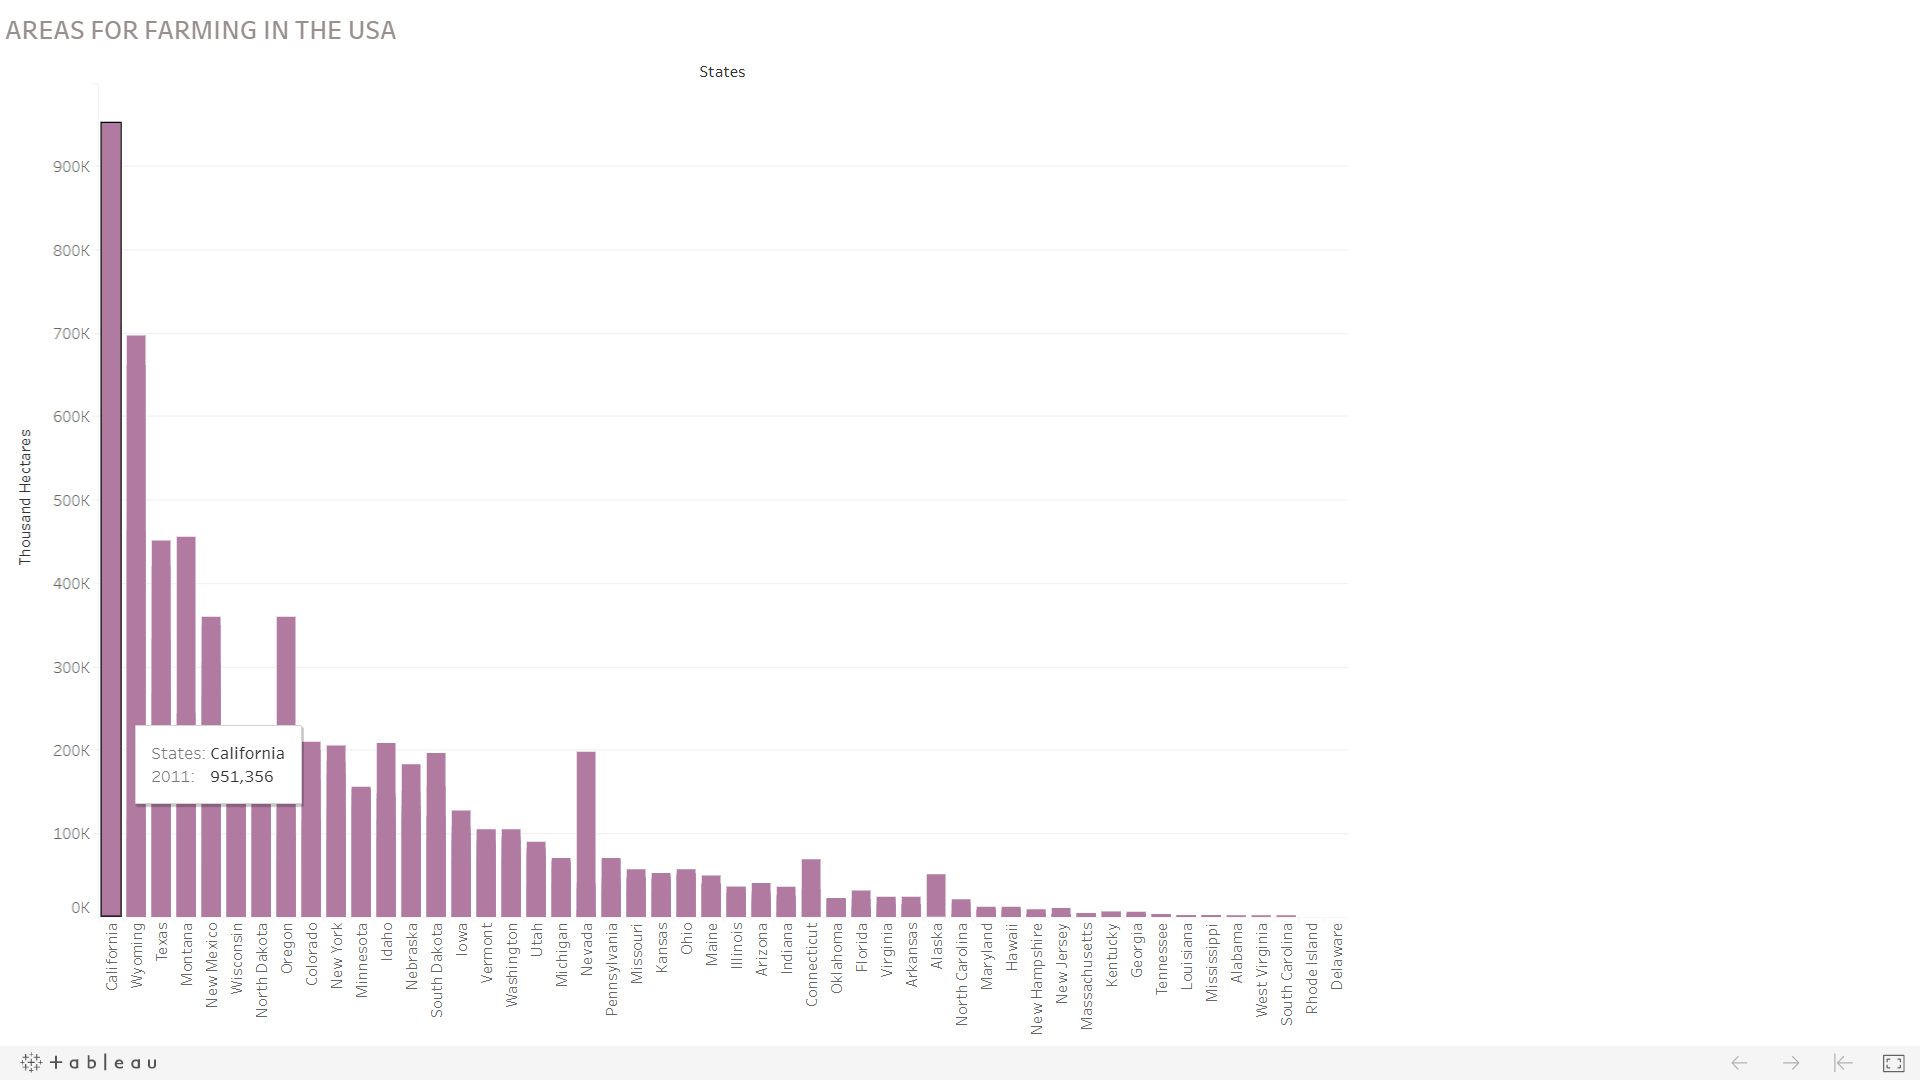 AREAS FOR FARMING IN THE USA
States
Thousand Hectares
900K
800K
700K
600K
500K
400K
300K
200K
100K
0K
States: California
2011: 951,356
California
Wyoming
Texas
Montana
New Mexico
Wisconsin
North Dakota
Oregon
Colorado
New York
Minnesota
Idaho
Nebraska
South Dakota
Iowa
Vermont
Washington
Utah
Michigan
Nevada
Pennsylvania
Missouri
Kansas
Ohio
Maine
Illinois
Arizona
Indiana
Connecticut
Oklahoma
Florida
Virginia
Arkansas
Alaska
North Carolina
Maryland
Hawaii
New Hampshire
New Jersey
Massachusetts
Kentucky
Georgia
Tennessee
Louisiana
Mississippi
Alabama
West Virginia
South Carolina
Rhode Island
Delaware
+ableau